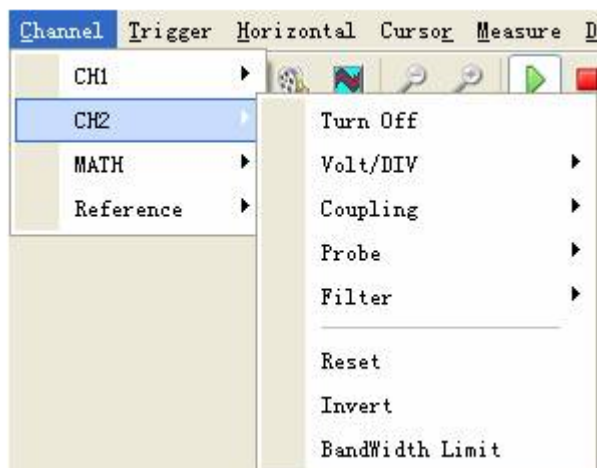 Channel Trigger Horizontal Cursor Measure D
CH1
CH2
MATH
Reference
Turn Off
Volt/DIV
Coupling
Probe
Filter
Reset
Invert
BandWidth Limit